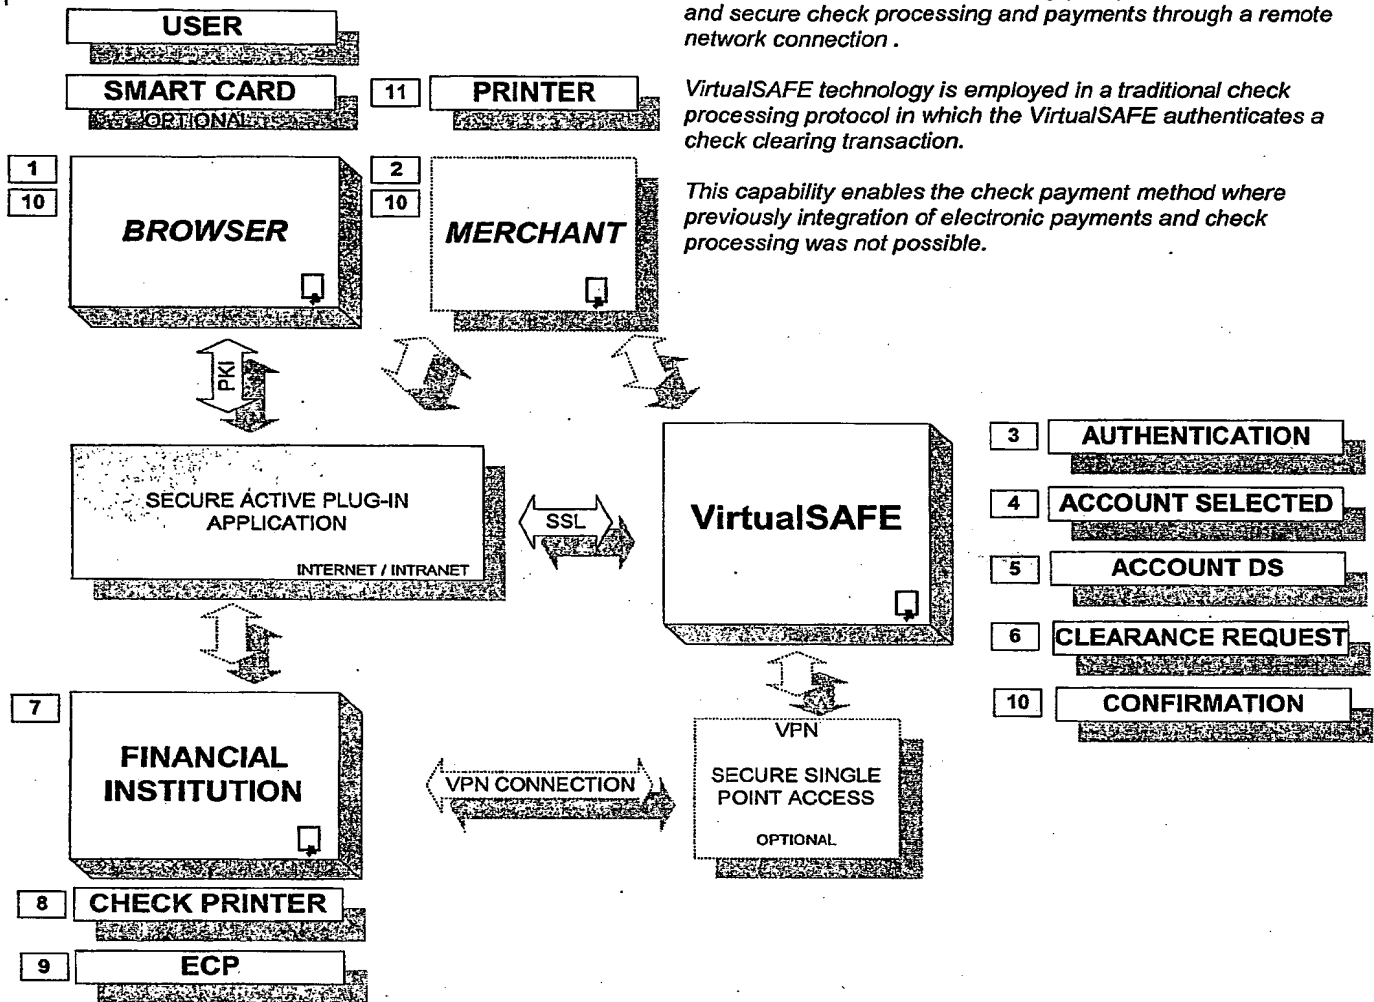 and secure check processing and payments through a remote
network connection .
VirtualSAFE technology is employed in a traditional check
processing protocol in which the VirtualSAFE authenticates a
check clearing transaction.
This capability enables the check payment method where
previously integration of electronic payments and check
processing was not possible.
USER
SMART CARD
OPTIONAL
11
PRINTER
1
10
BROWSER
2
10
MERCHANT
PKI
SECURE ACTIVE PLUG-IN
APPLICATION
INTERNET / INTRANET
SSL
VirtualSAFE
3
AUTHENTICATION
4
ACCOUNT SELECTED
5
ACCOUNT DS
6
CLEARANCE REQUEST
10
CONFIRMATION
7
FINANCIAL
INSTITUTION
VPN CONNECTION
VPN
SECURE SINGLE
POINT ACCESS
OPTIONAL
8
CHECK PRINTER
9
ECP